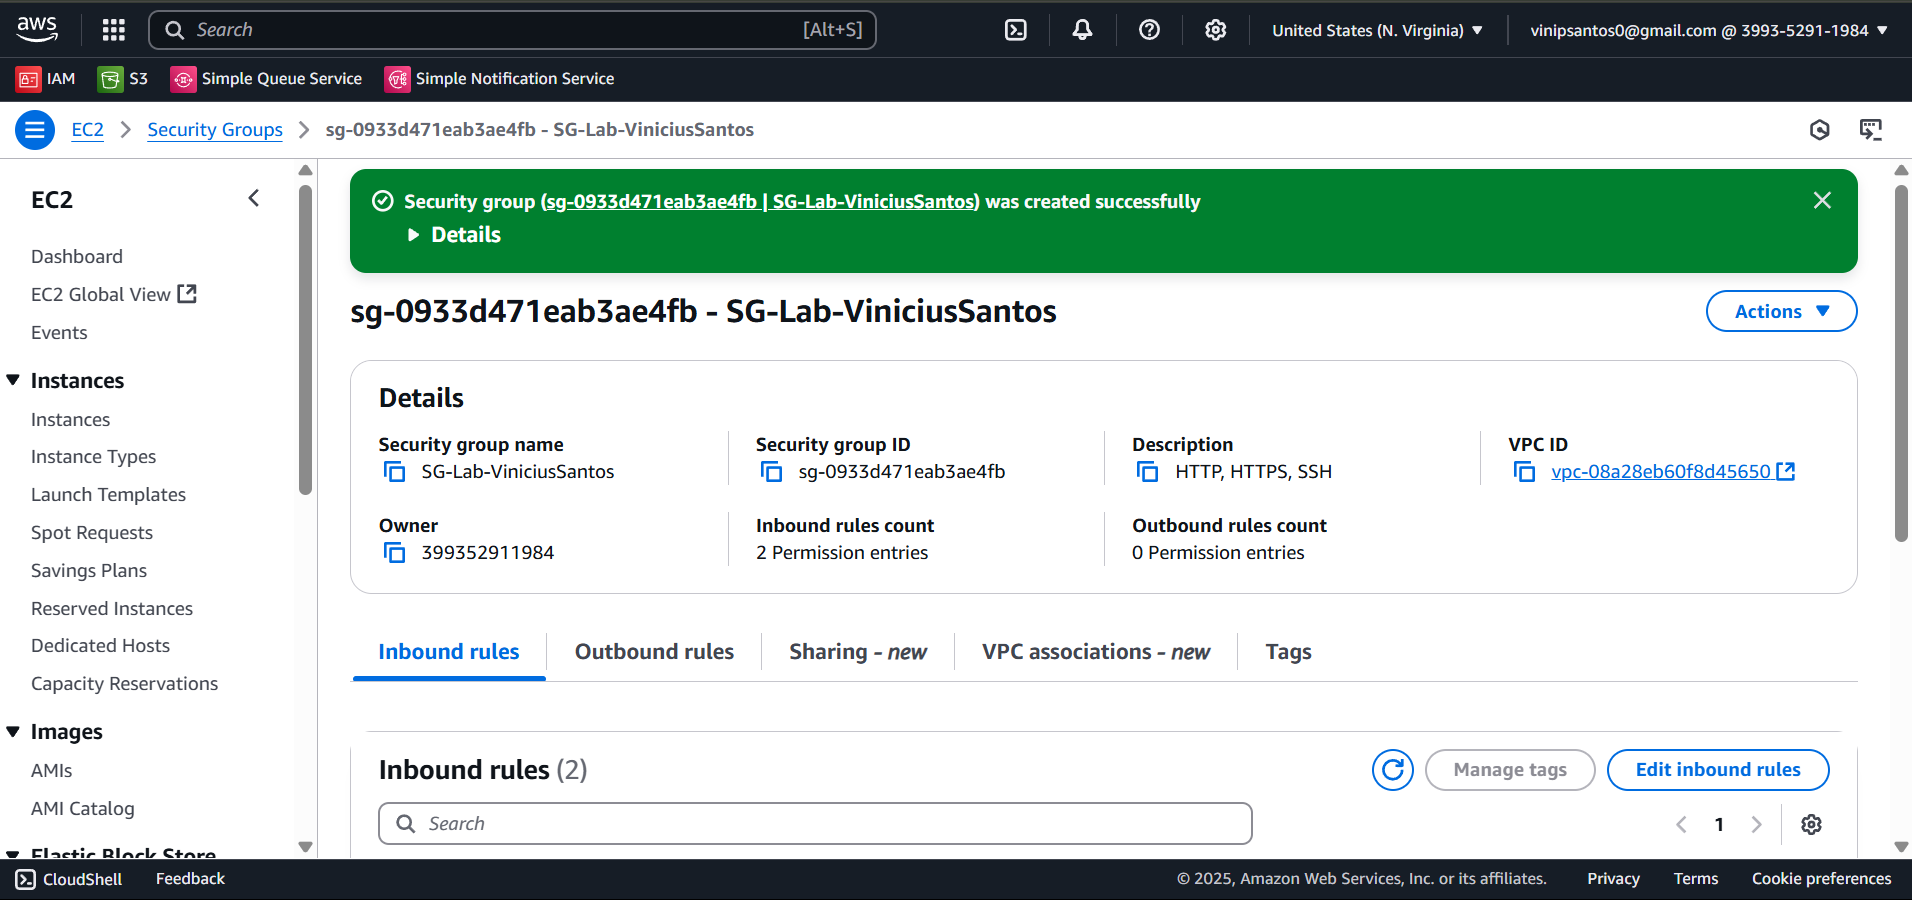 aws
Search [Alt+S]
United States (N. Virginia)
vinipsantos0@gmail.com @ 3993-5291-1984
IAM
S3
Simple Queue Service
Simple Notification Service
EC2
Security Groups
sg-0933d471eab3ae4fb - SG-Lab-ViniciusSantos
EC2
Dashboard
EC2 Global View
Events
Instances
Instances
Instance Types
Launch Templates
Spot Requests
Savings Plans
Reserved Instances
Dedicated Hosts
Capacity Reservations
Images
AMIs
AMI Catalog
Elastic Block Store
Security group (sg-0933d471eab3ae4fb | SG-Lab-ViniciusSantos) was created successfully
Details
sg-0933d471eab3ae4fb - SG-Lab-ViniciusSantos
Actions
Details
Security group name
SG-Lab-ViniciusSantos
Security group ID
sg-0933d471eab3ae4fb
Description
HTTP, HTTPS, SSH
VPC ID
vpc-08a28eb60f8d45650
Owner
399352911984
Inbound rules count
2 Permission entries
Outbound rules count
0 Permission entries
Inbound rules
Outbound rules
Sharing - new
VPC associations - new
Tags
Inbound rules (2)
Manage tags
Edit inbound rules
Search
1
CloudShell
Feedback
© 2025, Amazon Web Services, Inc. or its affiliates.
Privacy
Terms
Cookie preferences